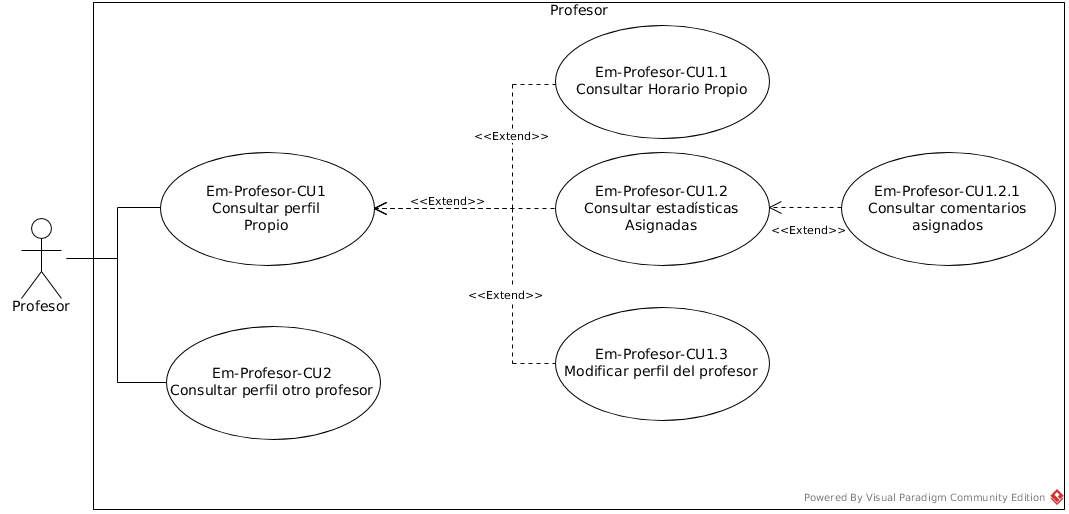 Profesor
Em-Profesor-CU1.1
Consultar Horario Propio
<<Extend>>
Em-Profesor-CU1
Consultar perfil
Propio
<<Extend>>
Em-Profesor-CU1.2
Consultar estadísticas
Asignadas
<<Extend>>
Em-Profesor-CU1.2.1
Consultar comentarios
asignados
<<Extend>>
Profesor
Em-Profesor-CU1.3
Modificar perfil del profesor
Em-Profesor-CU2
Consultar perfil otro profesor
Powered By Visual Paradigm Community Edition